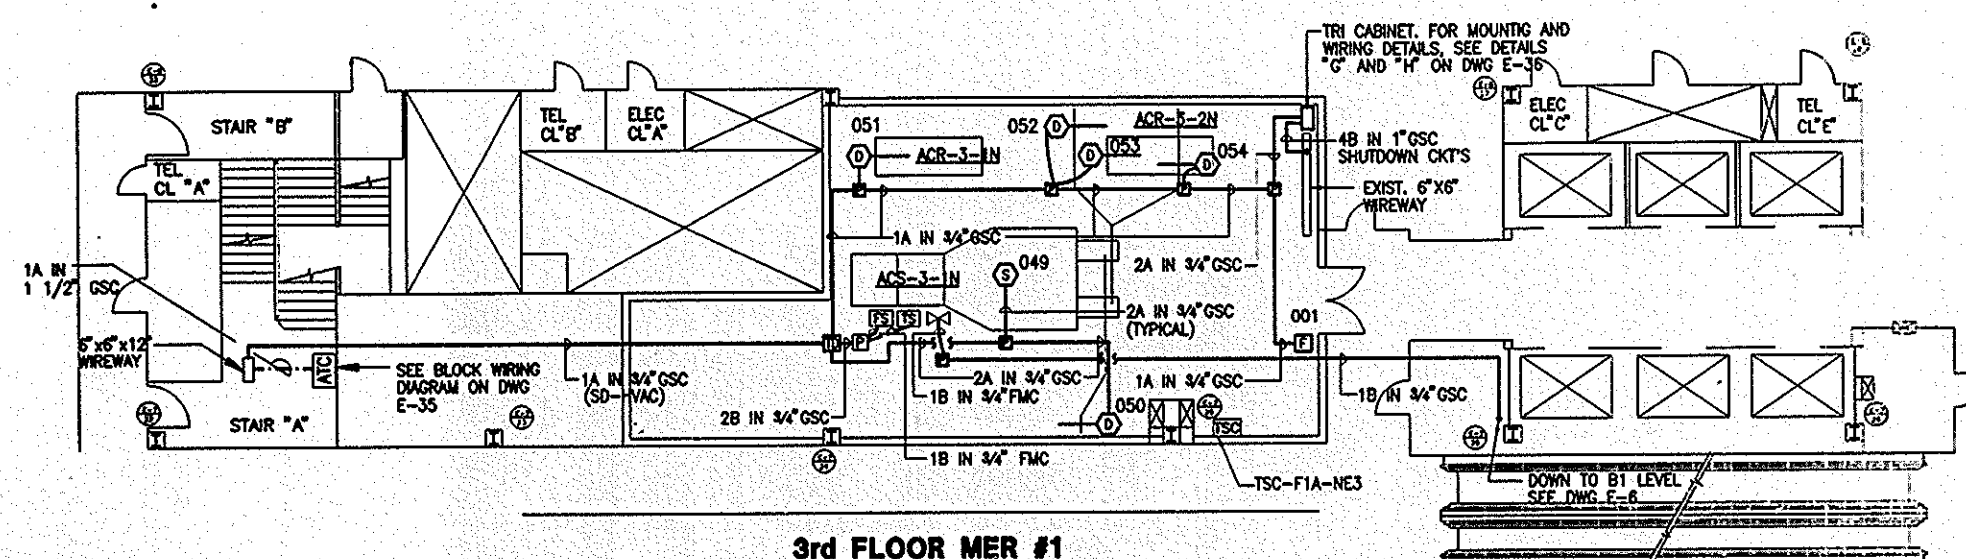 TRI CABINET. FOR MOUNTIG AND
WIRING DETAILS, SEE DETAILS
"G" AND "H" ON DWG E-36
STAIR "B"
TEL
CL"B"
ELEC
CL"A"
051
D
ACR-3-1N
052
D
ACR-3-2N
D
053
D
054
4B IN 1"GSC
SHUTDOWN CKT'S
EXIST. 6"X6"
WIREWAY
ELEC
CL"C"
TEL
CL"E"
TEL
CL "A"
1A IN 3/4"GSC
2A IN 3/4"GSC
1A IN
1 1/2" GSC
ACS-3-1N
S
049
2A IN 3/4"GSC
(TYPICAL)
001
F
FS
TS
P
6"x6"x12"
WIREWAY
ATC
SEE BLOCK WIRING
DIAGRAM ON DWG
E-35
1A IN 3/4"GSC
(SD-HVAC)
2A IN 3/4"GSC
1A IN 3/4"GSC
1B IN 3/4"FMC
1B IN 3/4"GSC
2B IN 3/4"GSC
050
D
TSC
STAIR "A"
1B IN 3/4" FMC
TSC-F1A-NE3
DOWN TO B1 LEVEL
SEE DWG E-6
3rd FLOOR MER #1